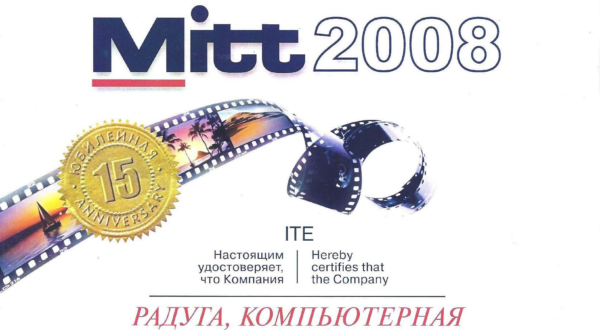 Mitt 2008
ЮБИЛЕЙНАЯ
15
ANNIVERSARY
ITE
Настоящим
удостоверяет,
что Компания
Hereby
certifies that
the Company
РАДУГА, КОМПЬЮТЕРНАЯ